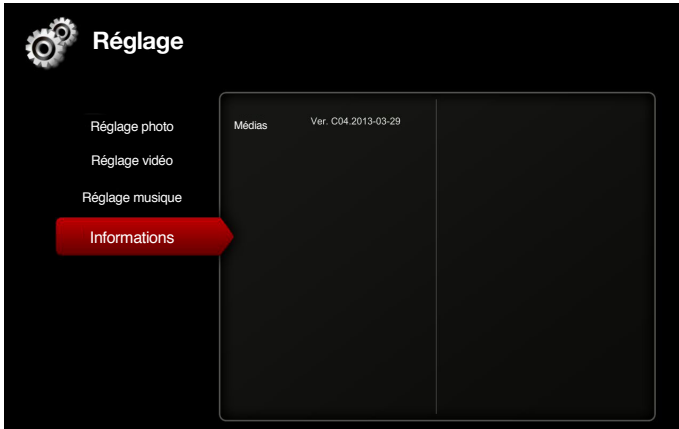 Réglage
Réglage photo
Réglage vidéo
Réglage musique
Informations
Médias Ver. C04.2013-03-29